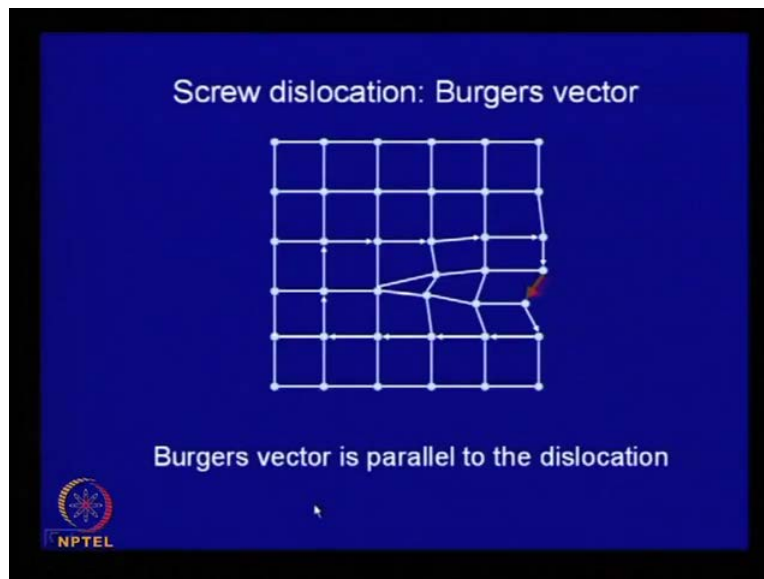 Screw dislocation: Burgers vector
Burgers vector is parallel to the dislocation
NPTEL